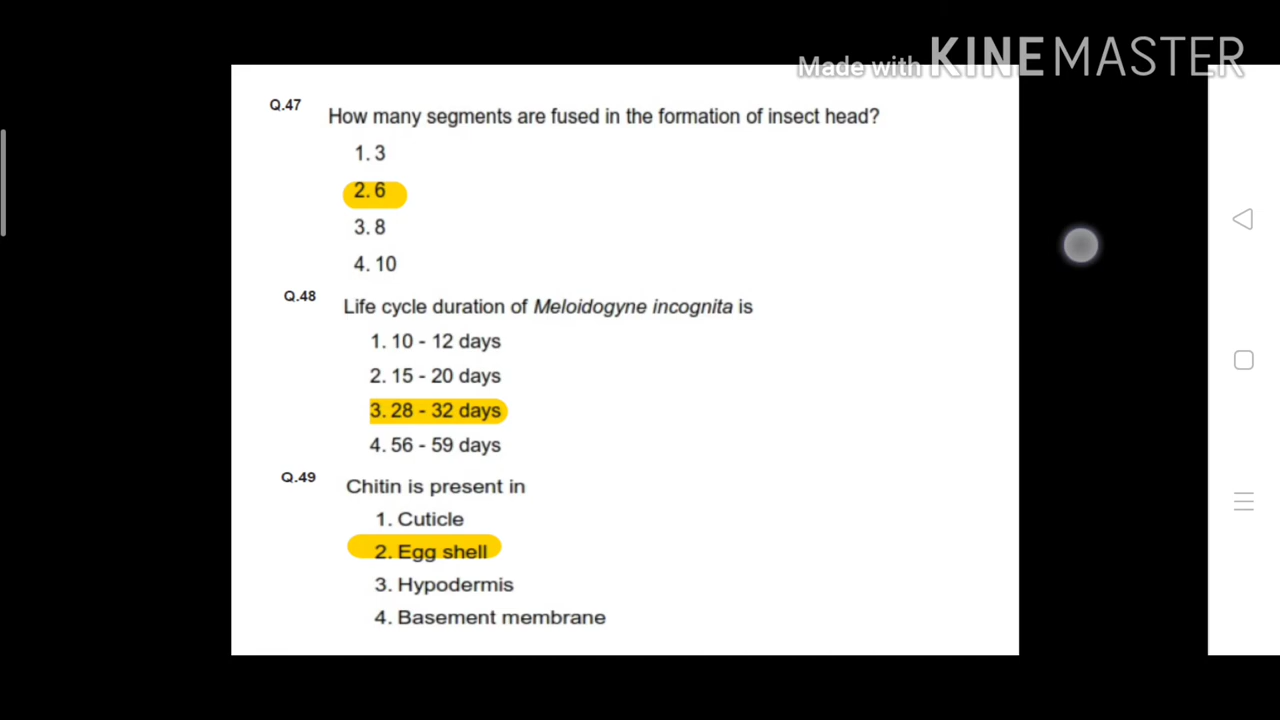 Made with KINEMASTER
Q.47
How many segments are fused in the formation of insect head?
1. 3
2. 6
3. 8
4. 10
Q.48
Life cycle duration of Meloidogyne incognita is
1. 10 - 12 days
2. 15 - 20 days
3. 28 - 32 days
4. 56 - 59 days
Q.49
Chitin is present in
1. Cuticle
2. Egg shell
3. Hypodermis
4. Basement membrane